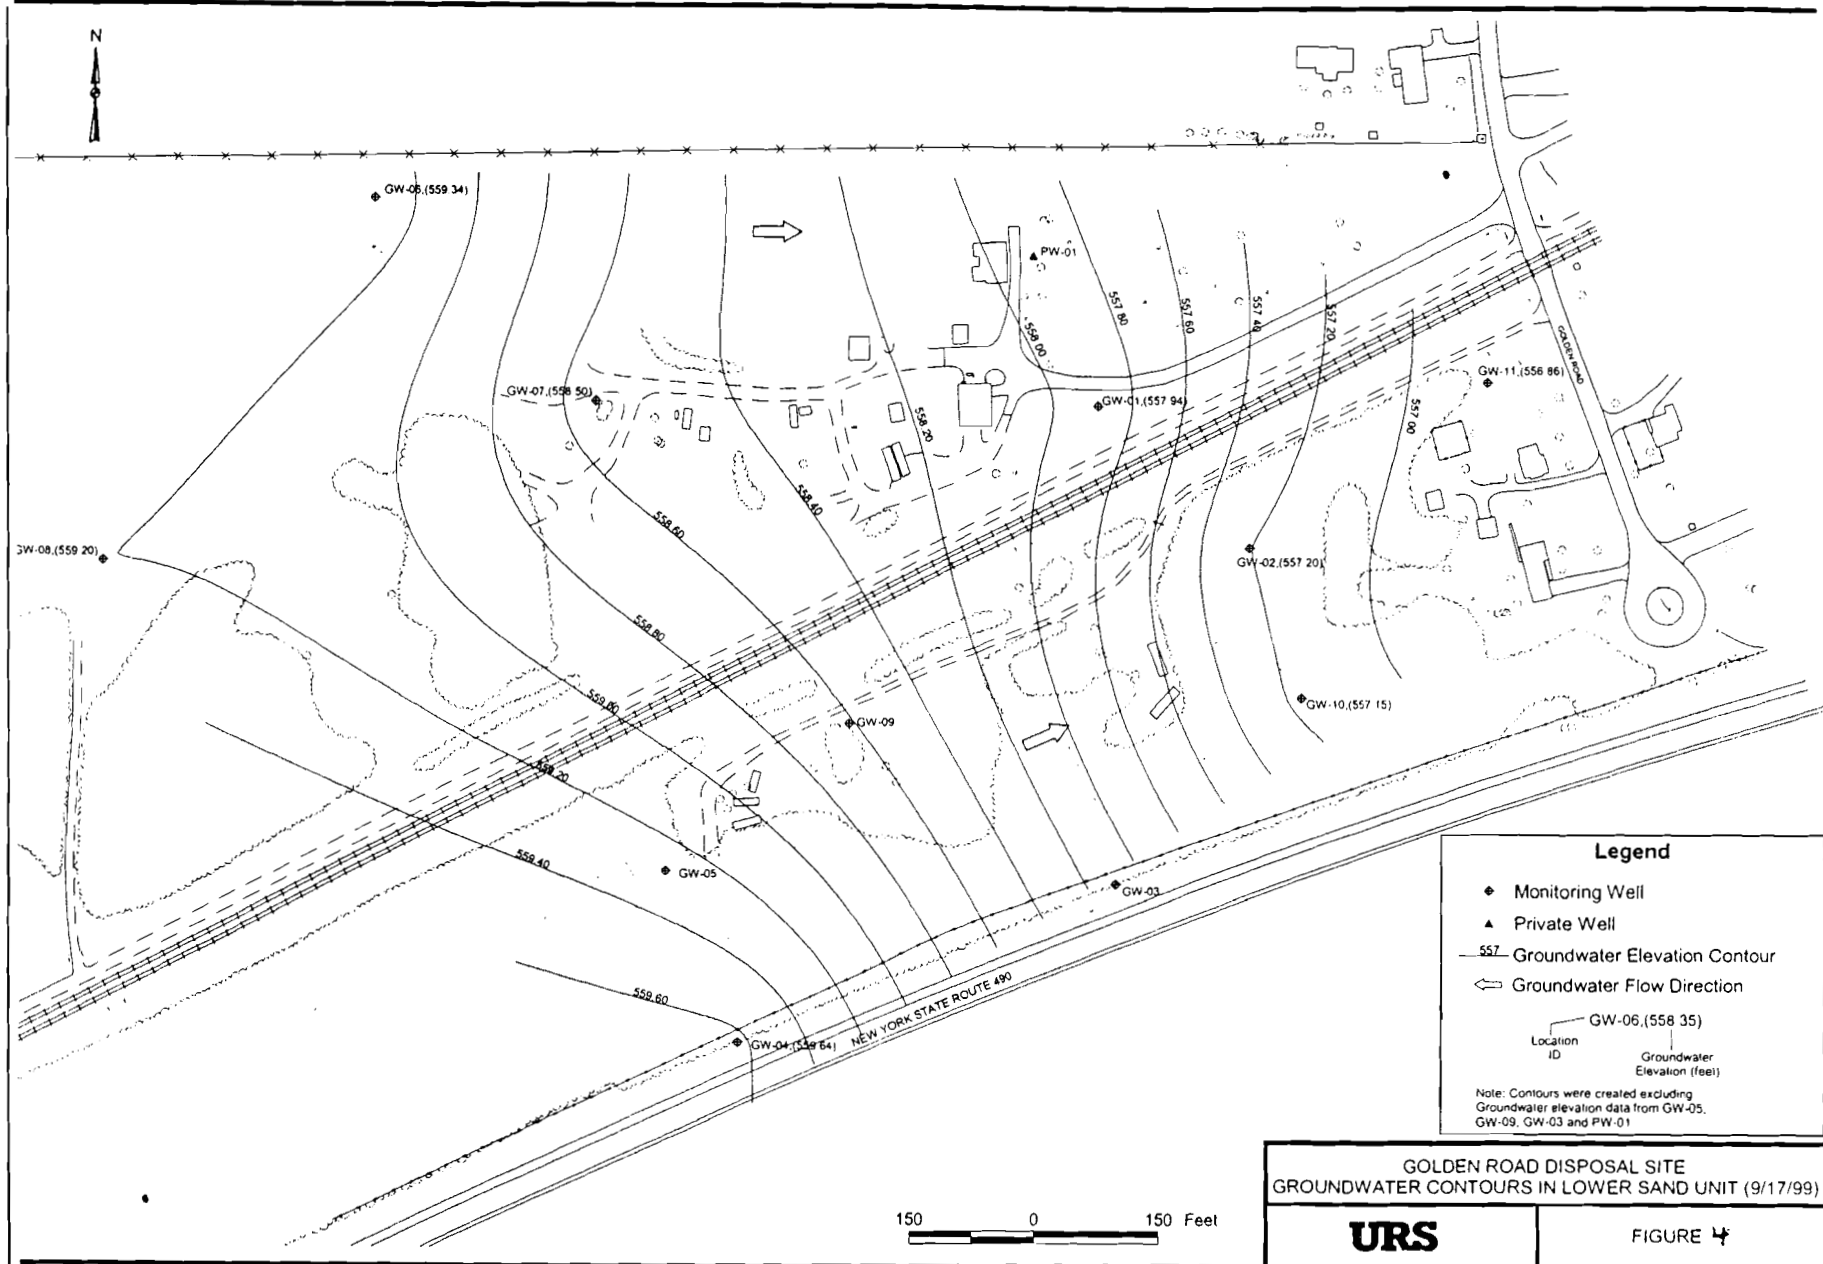 N
GW-06,(559 34)
PW-01
557.80
557.60
557 40
557.20
558 00
GOLDEN ROAD
GW-07,(558 50)
GW-11,(556 86)
GW-01,(557 94)
558.20
557 00
558.40
558.60
GW-08,(559 20)
GW-02,(557 20)
558.80
559.00
GW-10,(557 15)
GW-09
559.20
559.40
GW-05
GW-03
559.60
GW-04,(559 64)
NEW YORK STATE ROUTE 490
Legend
Monitoring Well
Private Well
557 Groundwater Elevation Contour
Groundwater Flow Direction
GW-06,(558 35)
Location
ID
Groundwater
Elevation (feet)
Note: Contours were created excluding
Groundwater elevation data from GW-05,
GW-09, GW-03 and PW-01
150 0 150 Feet
GOLDEN ROAD DISPOSAL SITE
GROUNDWATER CONTOURS IN LOWER SAND UNIT (9/17/99)
URS
FIGURE 4